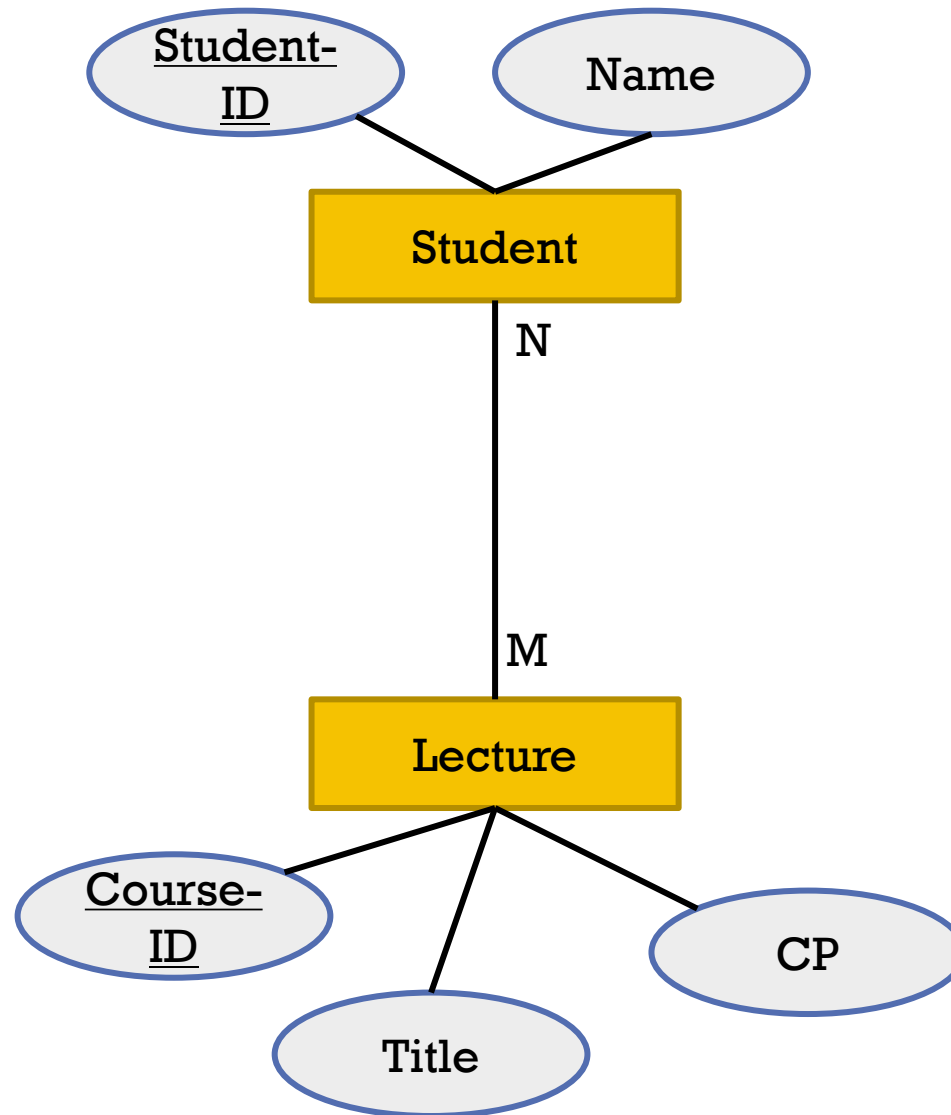 Student-
ID
Name
Student
N
M
Lecture
Course-
ID
CP
Title